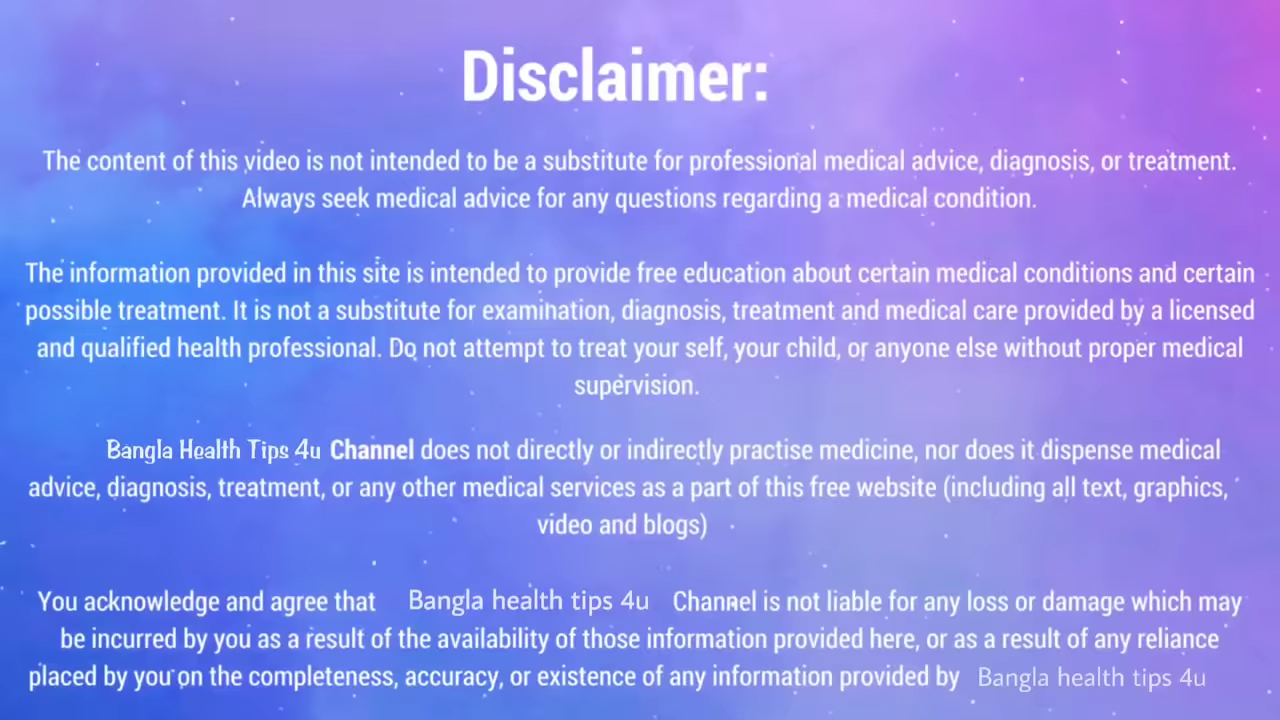 Disclaimer:
The content of this video is not intended to be a substitute for professional medical advice, diagnosis, or treatment.
Always seek medical advice for any questions regarding a medical condition.
The information provided in this site is intended to provide free education about certain medical conditions and certain
possible treatment. It is not a substitute for examination, diagnosis, treatment and medical care provided by a licensed
and qualified health professional. Do not attempt to treat your self, your child, or anyone else without proper medical
supervision.
Bangla Health Tips 4u Channel does not directly or indirectly practise medicine, nor does it dispense medical
advice, diagnosis, treatment, or any other medical services as a part of this free website (including all text, graphics,
video and blogs)
You acknowledge and agree that Bangla health tips 4u Channel is not liable for any loss or damage which may
be incurred by you as a result of the availability of those information provided here, or as a result of any reliance
placed by you on the completeness, accuracy, or existence of any information provided by Bangla health tips 4u